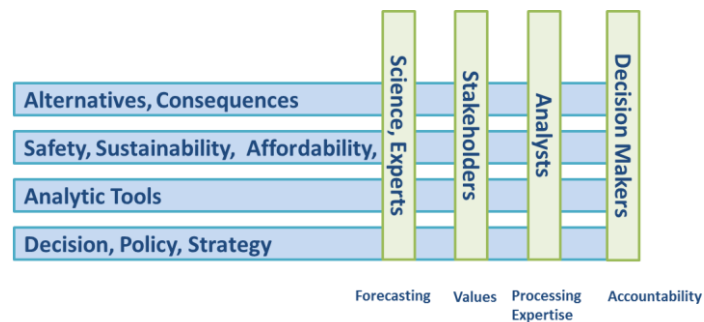 Alternatives, Consequences
Safety, Sustainability, Affordability,
Analytic Tools
Decision, Policy, Strategy
Science, Experts
Stakeholders
Analysts
Decision Makers
Forecasting
Values
Processing
Expertise
Accountability